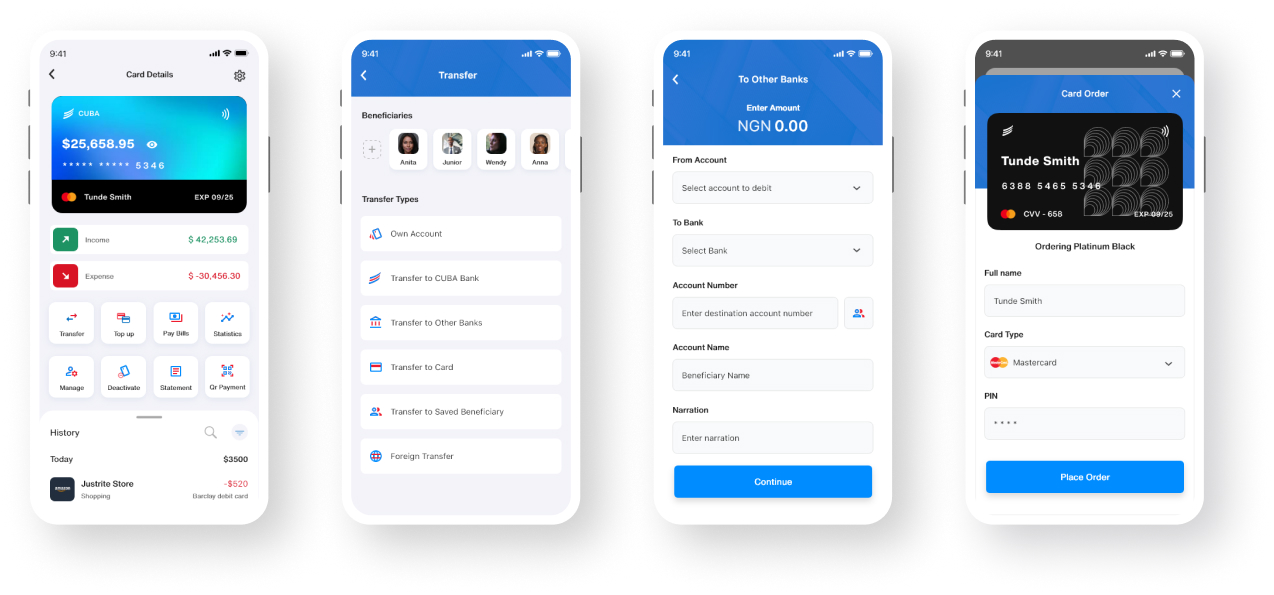 9:41
Card Details
CUBA
$25,658.95
***** ***** 5346
Tunde Smith EXP 09/25
Income $ 42,253.69
Expense $ -30,456.30
Transfer Top up Pay Bills Statistics
Manage Deactivate Statement Qr Payment
History
Today $3500
Justrite Store -$520
Shopping Barclay debit card
amazon
9:41
Transfer
Beneficiaries
Anita Junior Wendy Anna
Transfer Types
Own Account
Transfer to CUBA Bank
Transfer to Other Banks
Transfer to Card
Transfer to Saved Beneficiary
Foreign Transfer
9:41
To Other Banks
Enter Amount
NGN 0.00
From Account
Select account to debit
To Bank
Select Bank
Account Number
Enter destination account number
Account Name
Beneficiary Name
Narration
Enter narration
Continue
9:41
Card Order
Tunde Smith
6388 5465 5346
CVV - 658 EXP 09/25
Ordering Platinum Black
Full name
Tunde Smith
Card Type
Mastercard
PIN
* * * *
Place Order